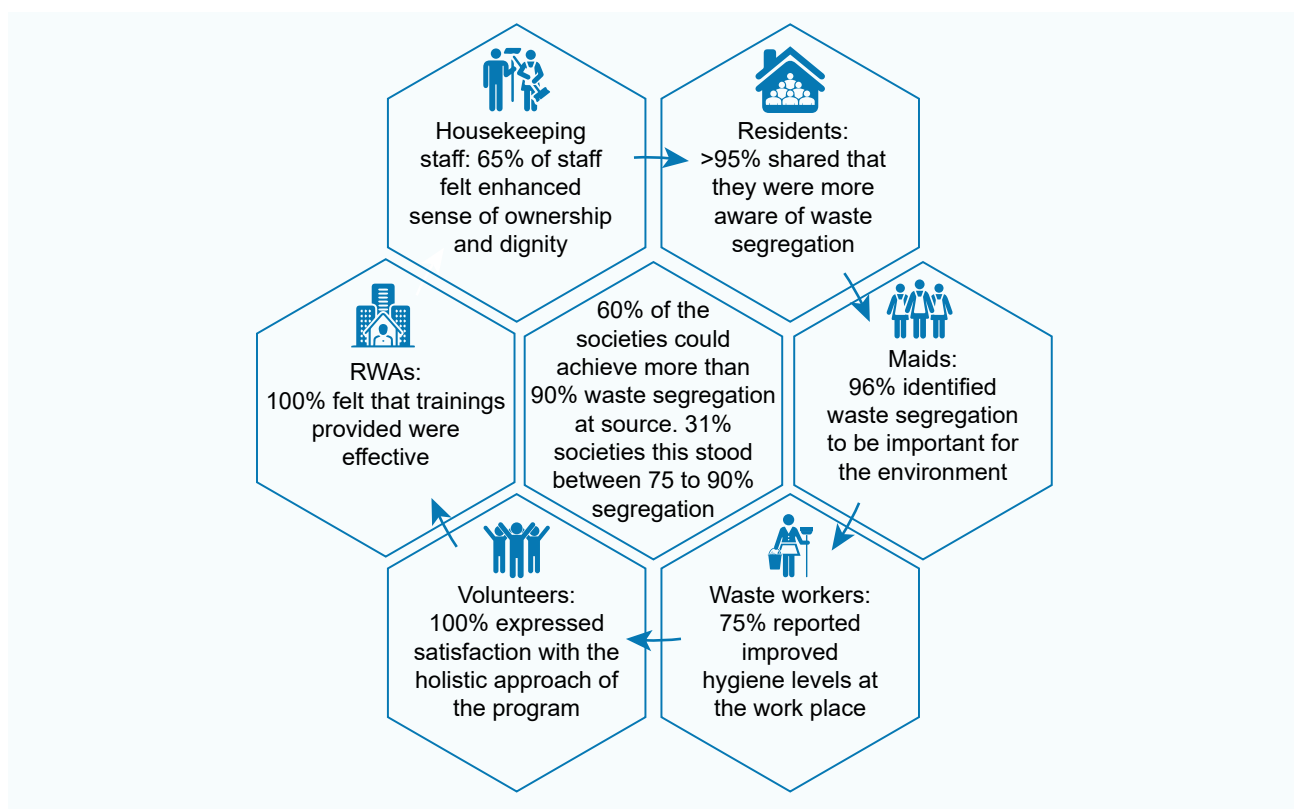 Housekeeping
staff: 65% of staff
felt enhanced
sense of ownership
and dignity
Residents:
>95% shared that
they were more
aware of waste
segregation
Maids:
96% identified
waste segregation
to be important for
the environment
Waste workers:
75% reported
improved
hygiene levels at
the work place
Volunteers:
100% expressed
satisfaction with the
holistic approach of
the program
RWAs:
100% felt that trainings
provided were
effective
60% of the
societies could
achieve more than
90% waste segregation
at source. 31%
societies this stood
between 75 to 90%
segregation